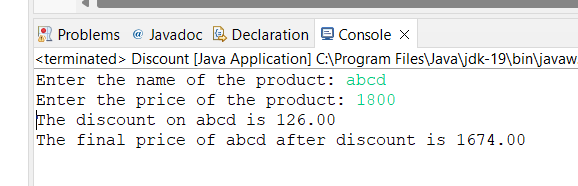 Problems @ Javadoc Declaration Console
<terminated> Discount [Java Application] C:\Program Files\Java\jdk-19\bin\javaw.
Enter the name of the product: abcd
Enter the price of the product: 1800
The discount on abcd is 126.00
The final price of abcd after discount is 1674.00